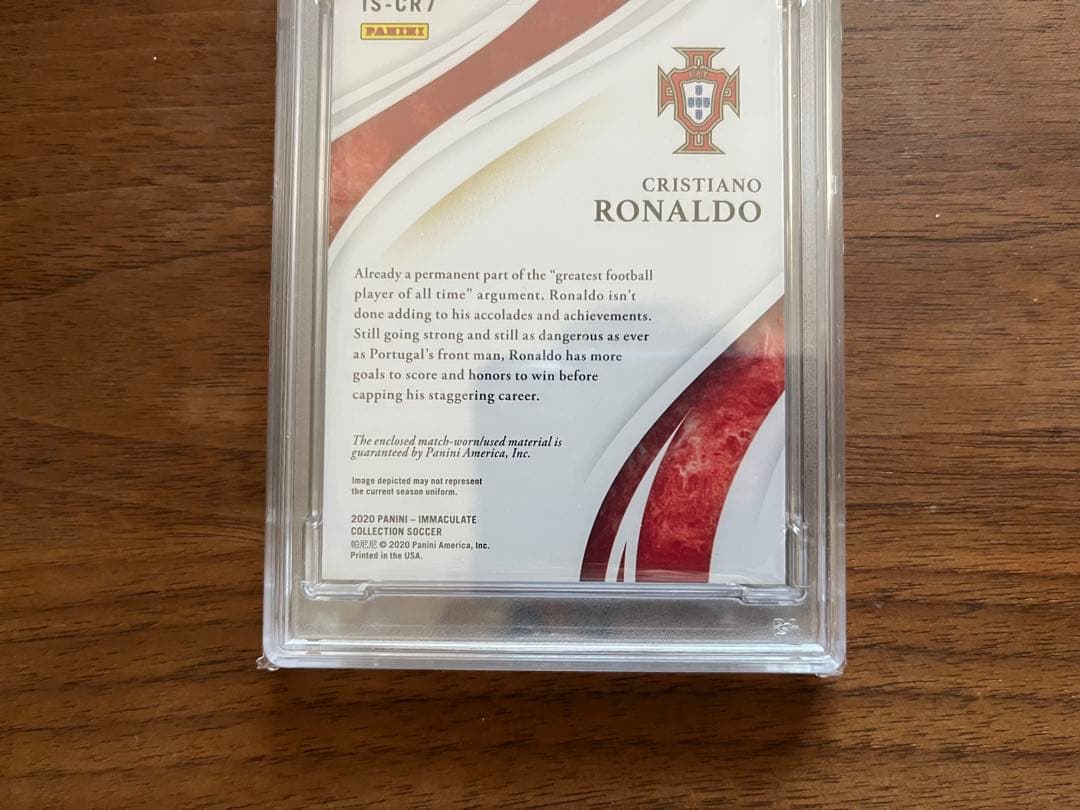 IS-CR7
PANINI
CRISTIANO
RONALDO
Already a permanent part of the “greatest football
player of all time” argument, Ronaldo isn’t
done adding to his accolades and achievements.
Still going strong and still as dangerous as ever
as Portugal’s front man, Ronaldo has more
goals to score and honors to win before
capping his staggering career.
The enclosed match-worn/used material is
guaranteed by Panini America, Inc.
Image depicted may not represent
the current season uniform.
2020 PANINI – IMMACULATE
COLLECTION SOCCER
帕尼尼 © 2020 Panini America, Inc.
Printed in the USA.